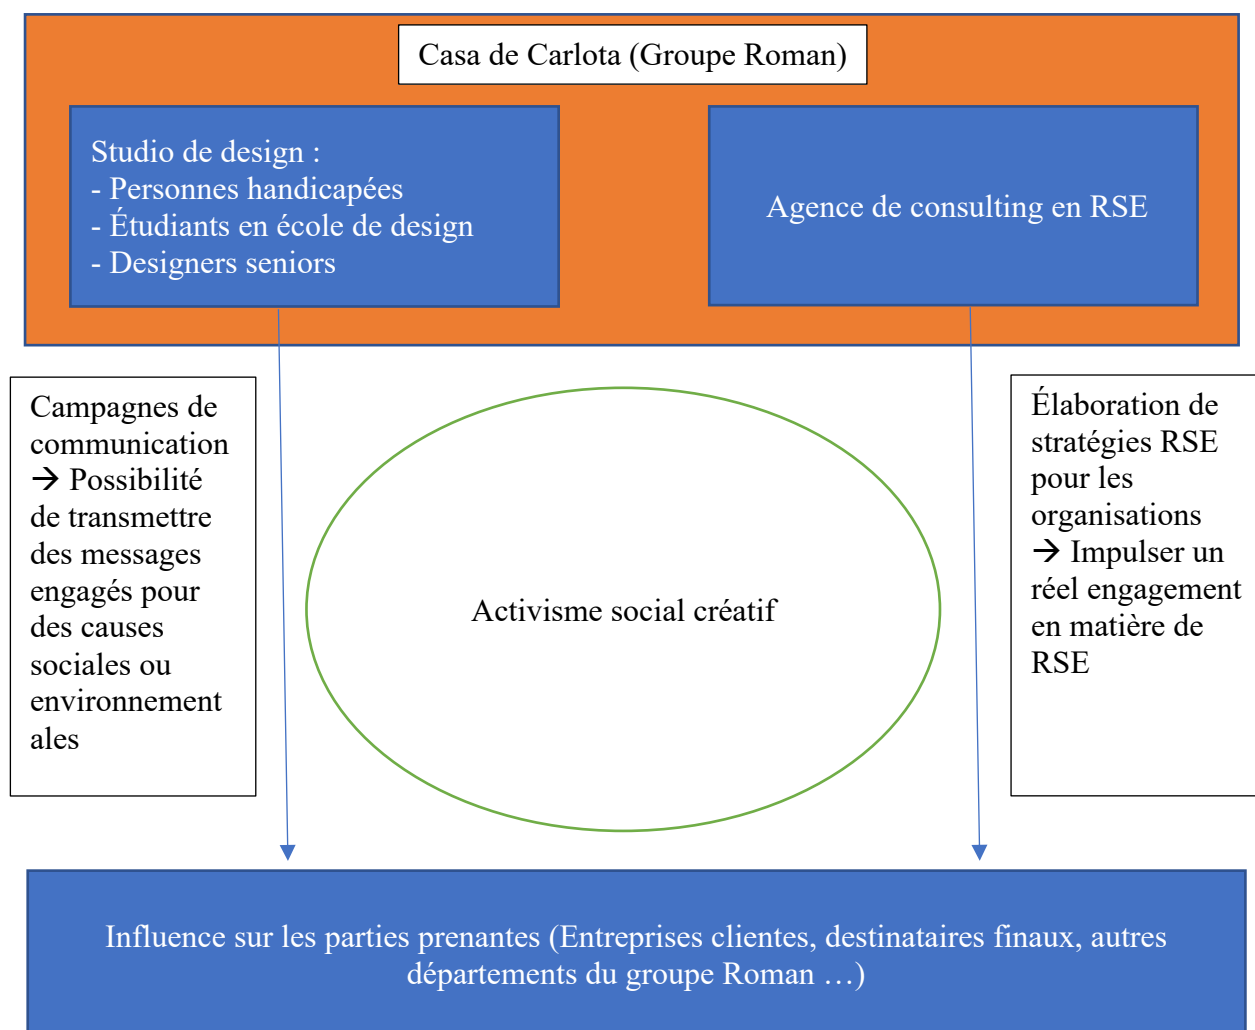 Casa de Carlota (Groupe Roman)
Studio de design :
- Personnes handicapées
- Étudiants en école de design
- Designers seniors
Agence de consulting en RSE
Campagnes de
communication
→ Possibilité
de transmettre
des messages
engagés pour
des causes
sociales ou
environnement
ales
Activisme social créatif
Élaboration de
stratégies RSE
pour les
organisations
→ Impulser un
réel engagement
en matière de
RSE
Influence sur les parties prenantes (Entreprises clientes, destinataires finaux, autres
départements du groupe Roman …)